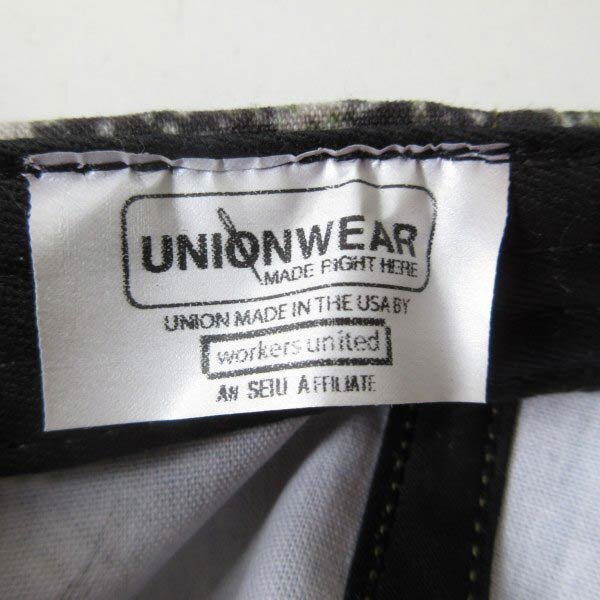 UNIONWEAR
MADE RIGHT HERE
UNION MADE IN THE USA BY
workers united
AN SEIU AFFILIATE